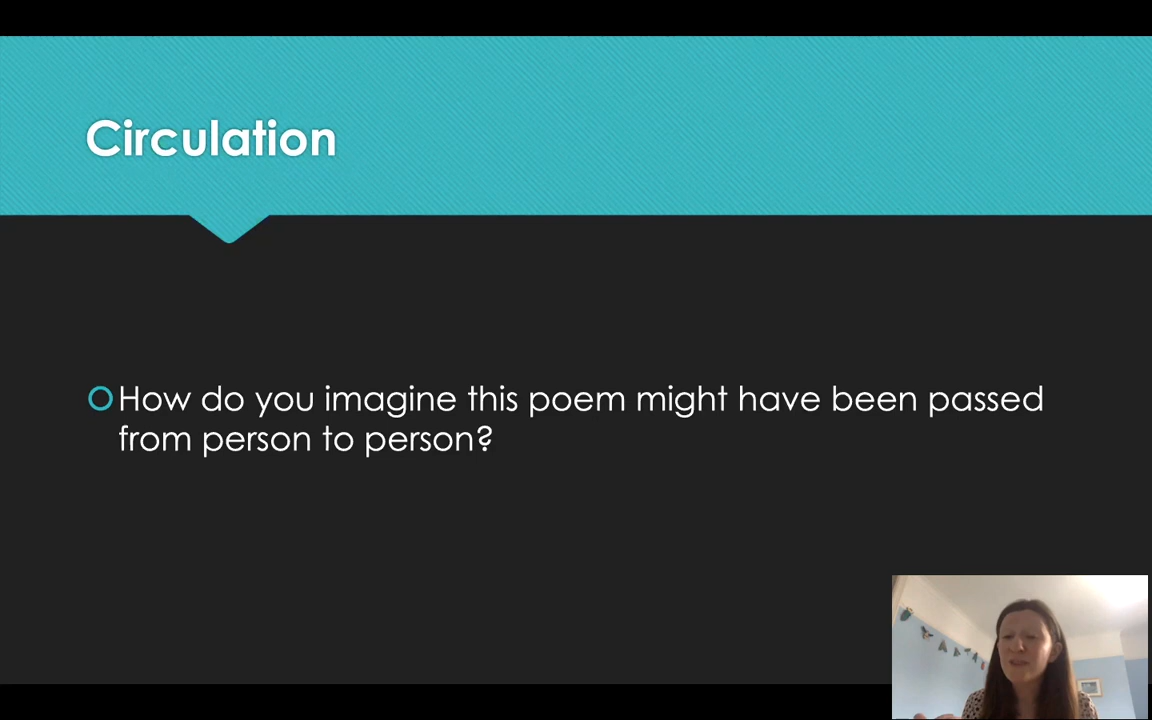 Circulation
How do you imagine this poem might have been passed
from person to person?